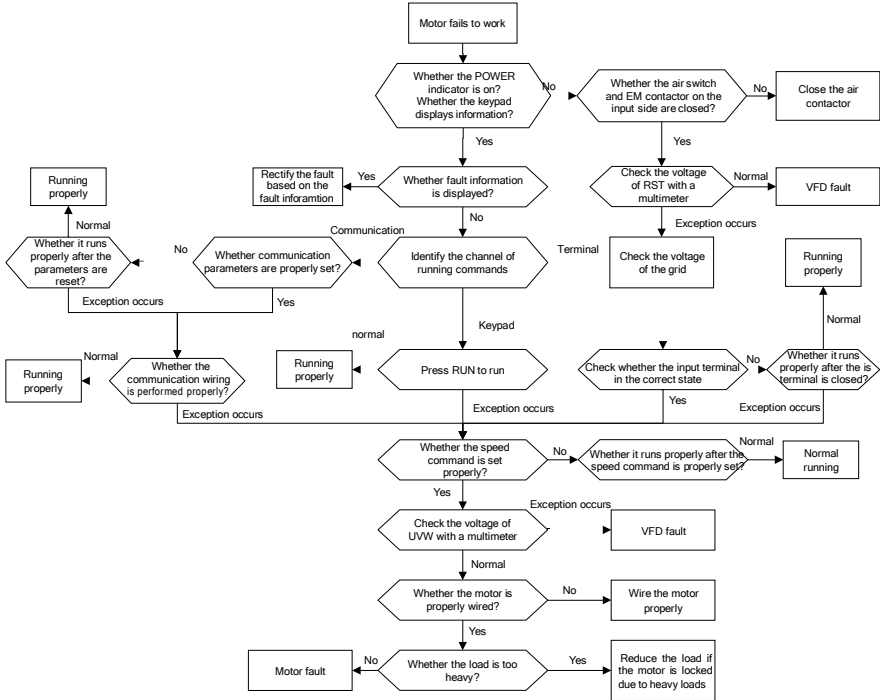 Motor fails to work
Whether the POWER
indicator is on?
Whether the keypad
displays information?
No
Whether the air switch
and EM contactor on the
input side are closed?
No
Close the air
contactor
Yes
Yes
Rectify the fault
based on the
fault inforamtion
Yes
Whether fault information
is displayed?
Check the voltage
of RST with a
multimeter
Normal
VFD fault
Running
properly
Normal
No
Exception occurs
Whether it runs
properly after the
parameters are
reset?
No
Whether communication
parameters are properly set?
Communication
Identify the channel of
running commands
Terminal
Check the voltage
of the grid
Running
properly
Exception occurs
Yes
Keypad
Normal
Running
properly
Normal
Whether the
communication wiring
is performed properly?
Running
properly
normal
Press RUN to run
Check whether the input terminal
in the correct state
No
Whether it runs
properly after the is
terminal is closed?
Exception occurs
Exception occurs
Yes
Exception occurs
Whether the speed
command is set
properly?
No
Whether it runs properly after the
speed command is properly set?
Normal
Normal
running
Yes
Check the voltage of
UVW with a multimeter
Exception occurs
VFD fault
Normal
Whether the motor is
properly wired?
No
Wire the motor
properly
Yes
Motor fault
No
Whether the load is too
heavy?
Yes
Reduce the load if
the motor is locked
due to heavy loads